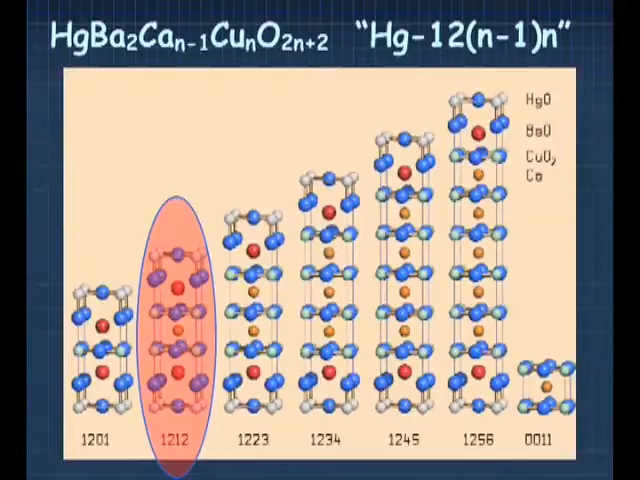 HgBa₂Caₙ₋₁CuₙO₂ₙ₊₂ “Hg-12(n-1)n”
HgO
BaO
CuO₂
Ca
1201 1212 1223 1234 1245 1256 0011